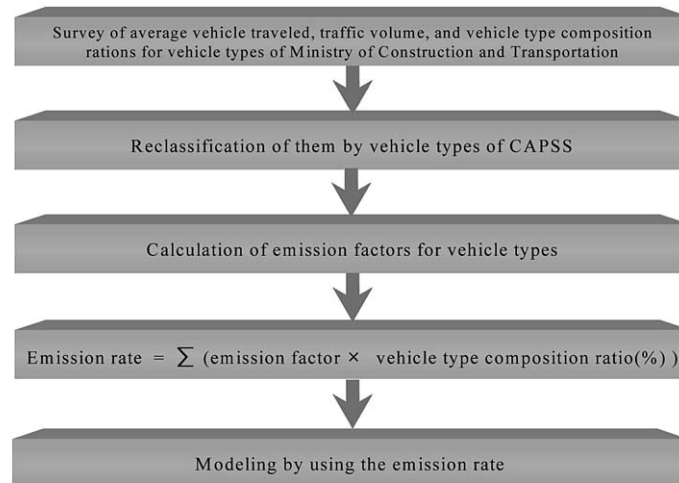 Survey of average vehicle traveled, traffic volume, and vehicle type composition
rations for vehicle types of Ministry of Construction and Transportation
Reclassification of them by vehicle types of CAPSS
Calculation of emission factors for vehicle types
Emission rate = ∑ (emission factor × vehicle type composition ratio(%) )
Modeling by using the emission rate